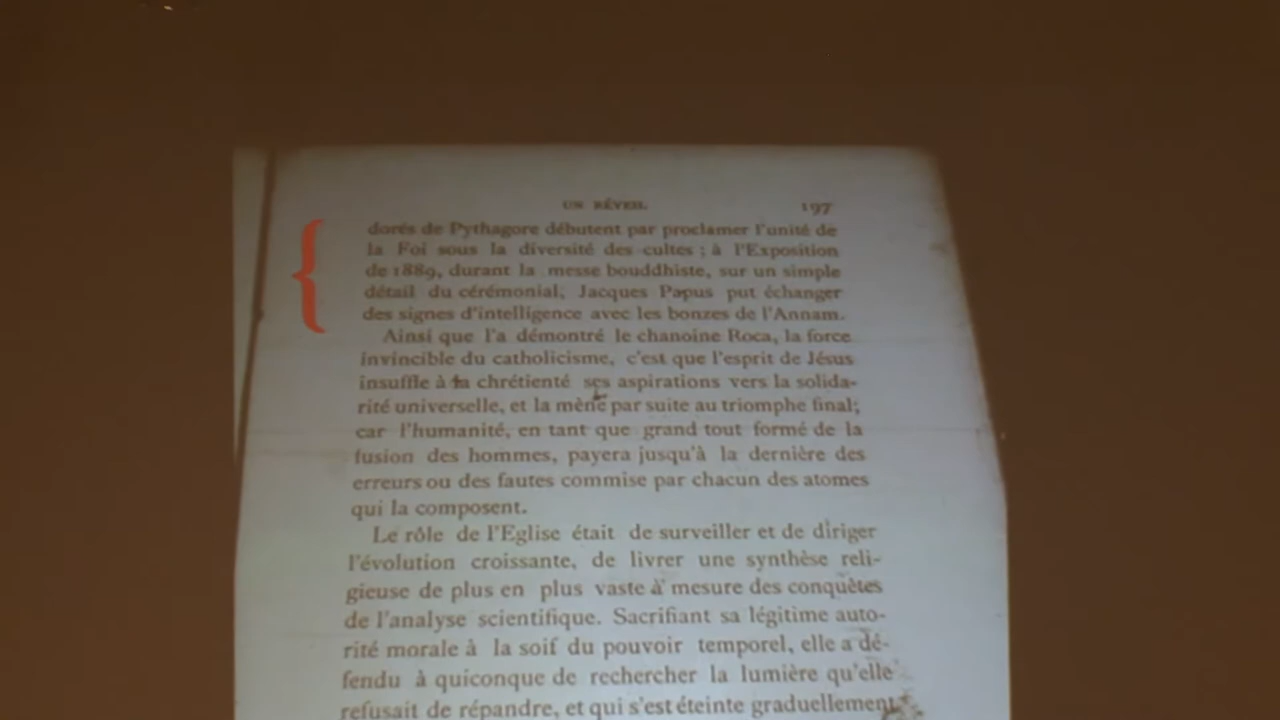 UN RÉVEIL 197
dorés de Pythagore débutent par proclamer l'unité de
la Foi sous la diversité des cultes ; à l'Exposition
de 1889, durant la messe bouddhiste, sur un simple
détail du cérémonial, Jacques Papus put échanger
des signes d'intelligence avec les bonzes de l'Annam.
Ainsi que l'a démontré le chanoine Roca, la force
invincible du catholicisme, c'est que l'esprit de Jésus
insuffle à la chrétienté ses aspirations vers la solida-
rité universelle, et la mène par suite au triomphe final;
car l'humanité, en tant que grand tout formé de la
fusion des hommes, payera jusqu'à la dernière des
erreurs ou des fautes commise par chacun des atomes
qui la composent.
Le rôle de l'Eglise était de surveiller et de diriger
l'évolution croissante, de livrer une synthèse reli-
gieuse de plus en plus vaste à mesure des conquètes
de l'analyse scientifique. Sacrifiant sa légitime auto-
rité morale à la soif du pouvoir temporel, elle a dé-
fendu à quiconque de rechercher la lumière qu'elle
refusait de répandre, et qui s'est éteinte graduellement